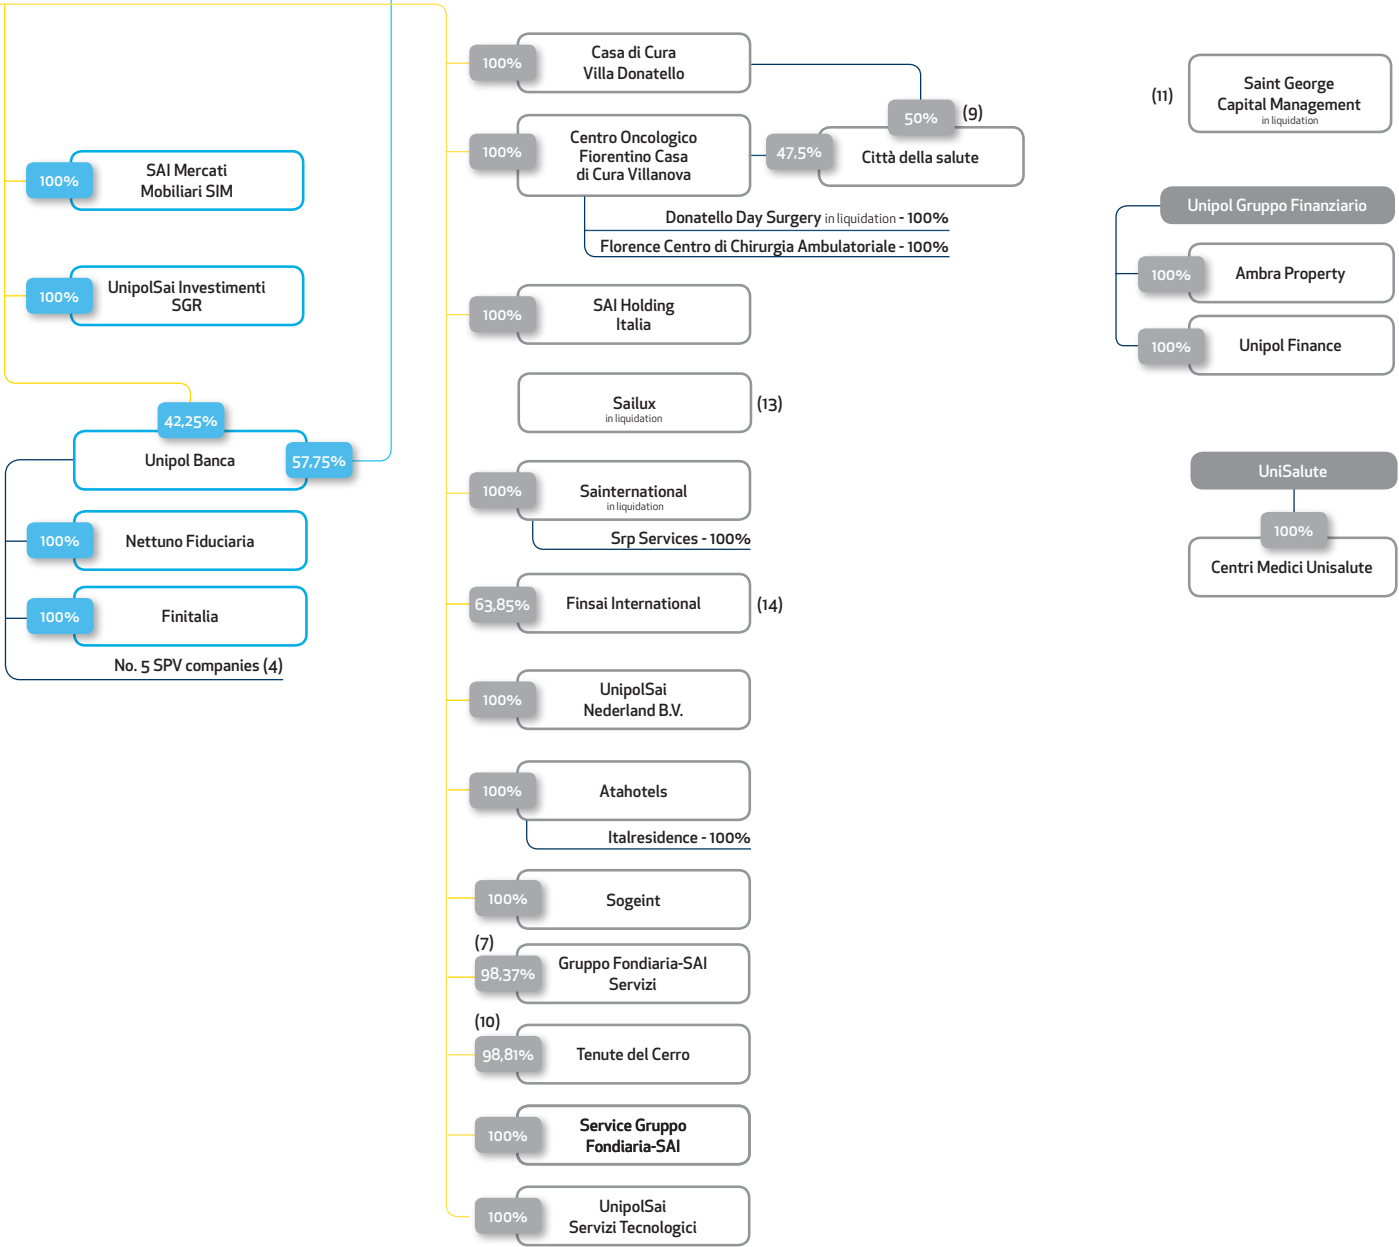 100%
SAI Mercati
Mobiliari SIM
100%
UnipolSai Investimenti
SGR
42,25%
Unipol Banca
57,75%
100%
Nettuno Fiduciaria
100%
Finitalia
No. 5 SPV companies (4)
100%
Casa di Cura
Villa Donatello
50%
(9)
100%
Centro Oncologico
Fiorentino Casa
di Cura Villanova
47,5%
Città della salute
Donatello Day Surgery in liquidation - 100%
Florence Centro di Chirurgia Ambulatoriale - 100%
100%
SAI Holding
Italia
Sailux
in liquidation
(13)
100%
Sainternational
in liquidation
Srp Services - 100%
63,85%
Finsai International
(14)
100%
UnipolSai
Nederland B.V.
100%
Atahotels
Italresidence - 100%
100%
Sogeint
(7)
98,37%
Gruppo Fondiaria-SAI
Servizi
(10)
98,81%
Tenute del Cerro
100%
Service Gruppo
Fondiaria-SAI
100%
UnipolSai
Servizi Tecnologici
(11)
Saint George
Capital Management
in liquidation
Unipol Gruppo Finanziario
100%
Ambra Property
100%
Unipol Finance
UniSalute
100%
Centri Medici Unisalute